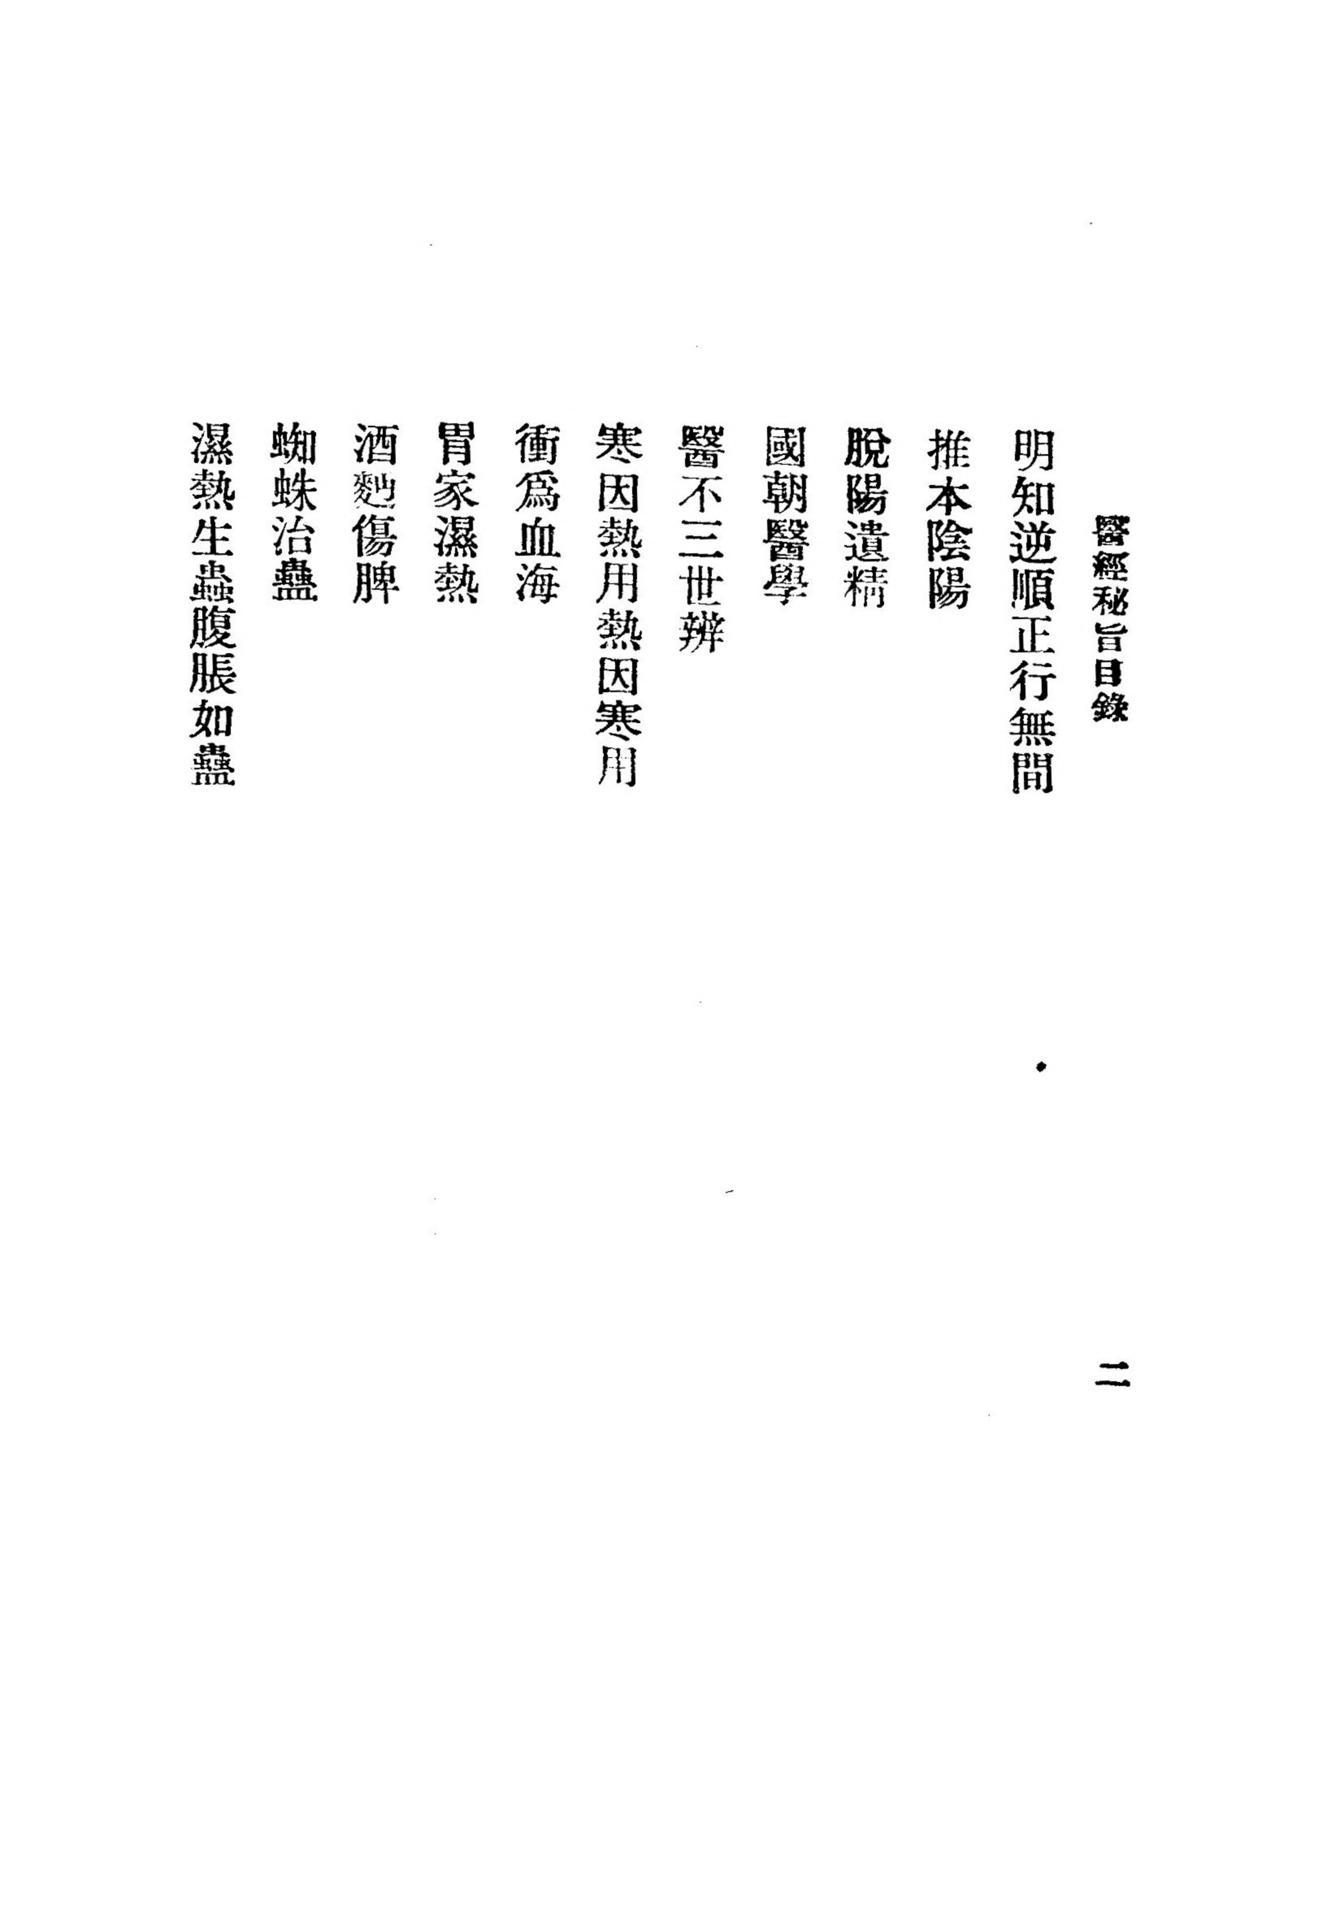 醫經秘旨目錄
二
明知逆順正行無間
推本陰陽
脫陽遺精
國朝醫學
醫不三世辨
寒因熱用熱因寒用
衝爲血海
胃家濕熱
酒麯傷脾
蜘蛛治蠱
濕熱生蟲腹脹如蠱